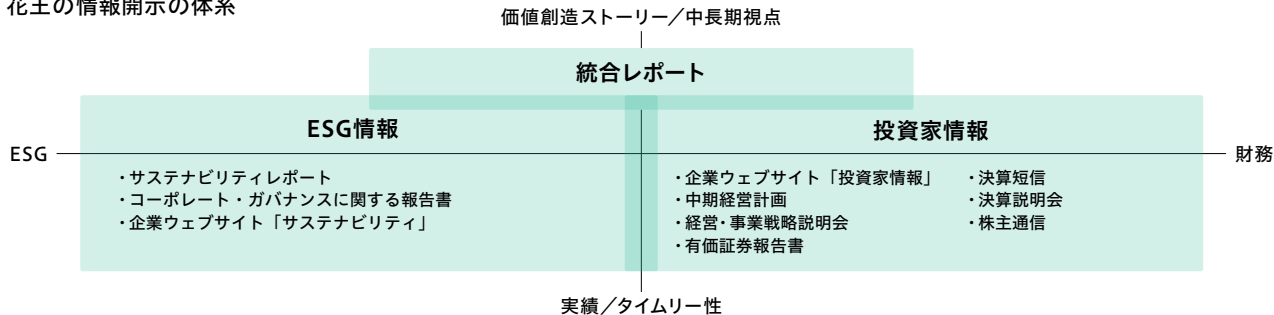 花王の情報開示の体系
価値創造ストーリー／中長期視点
統合レポート
ESG情報
投資家情報
ESG
財務
・サステナビリティレポート
・コーポレート・ガバナンスに関する報告書
・企業ウェブサイト「サステナビリティ」
・企業ウェブサイト「投資家情報」
・中期経営計画
・経営・事業戦略説明会
・有価証券報告書
・決算短信
・決算説明会
・株主通信
実績／タイムリー性